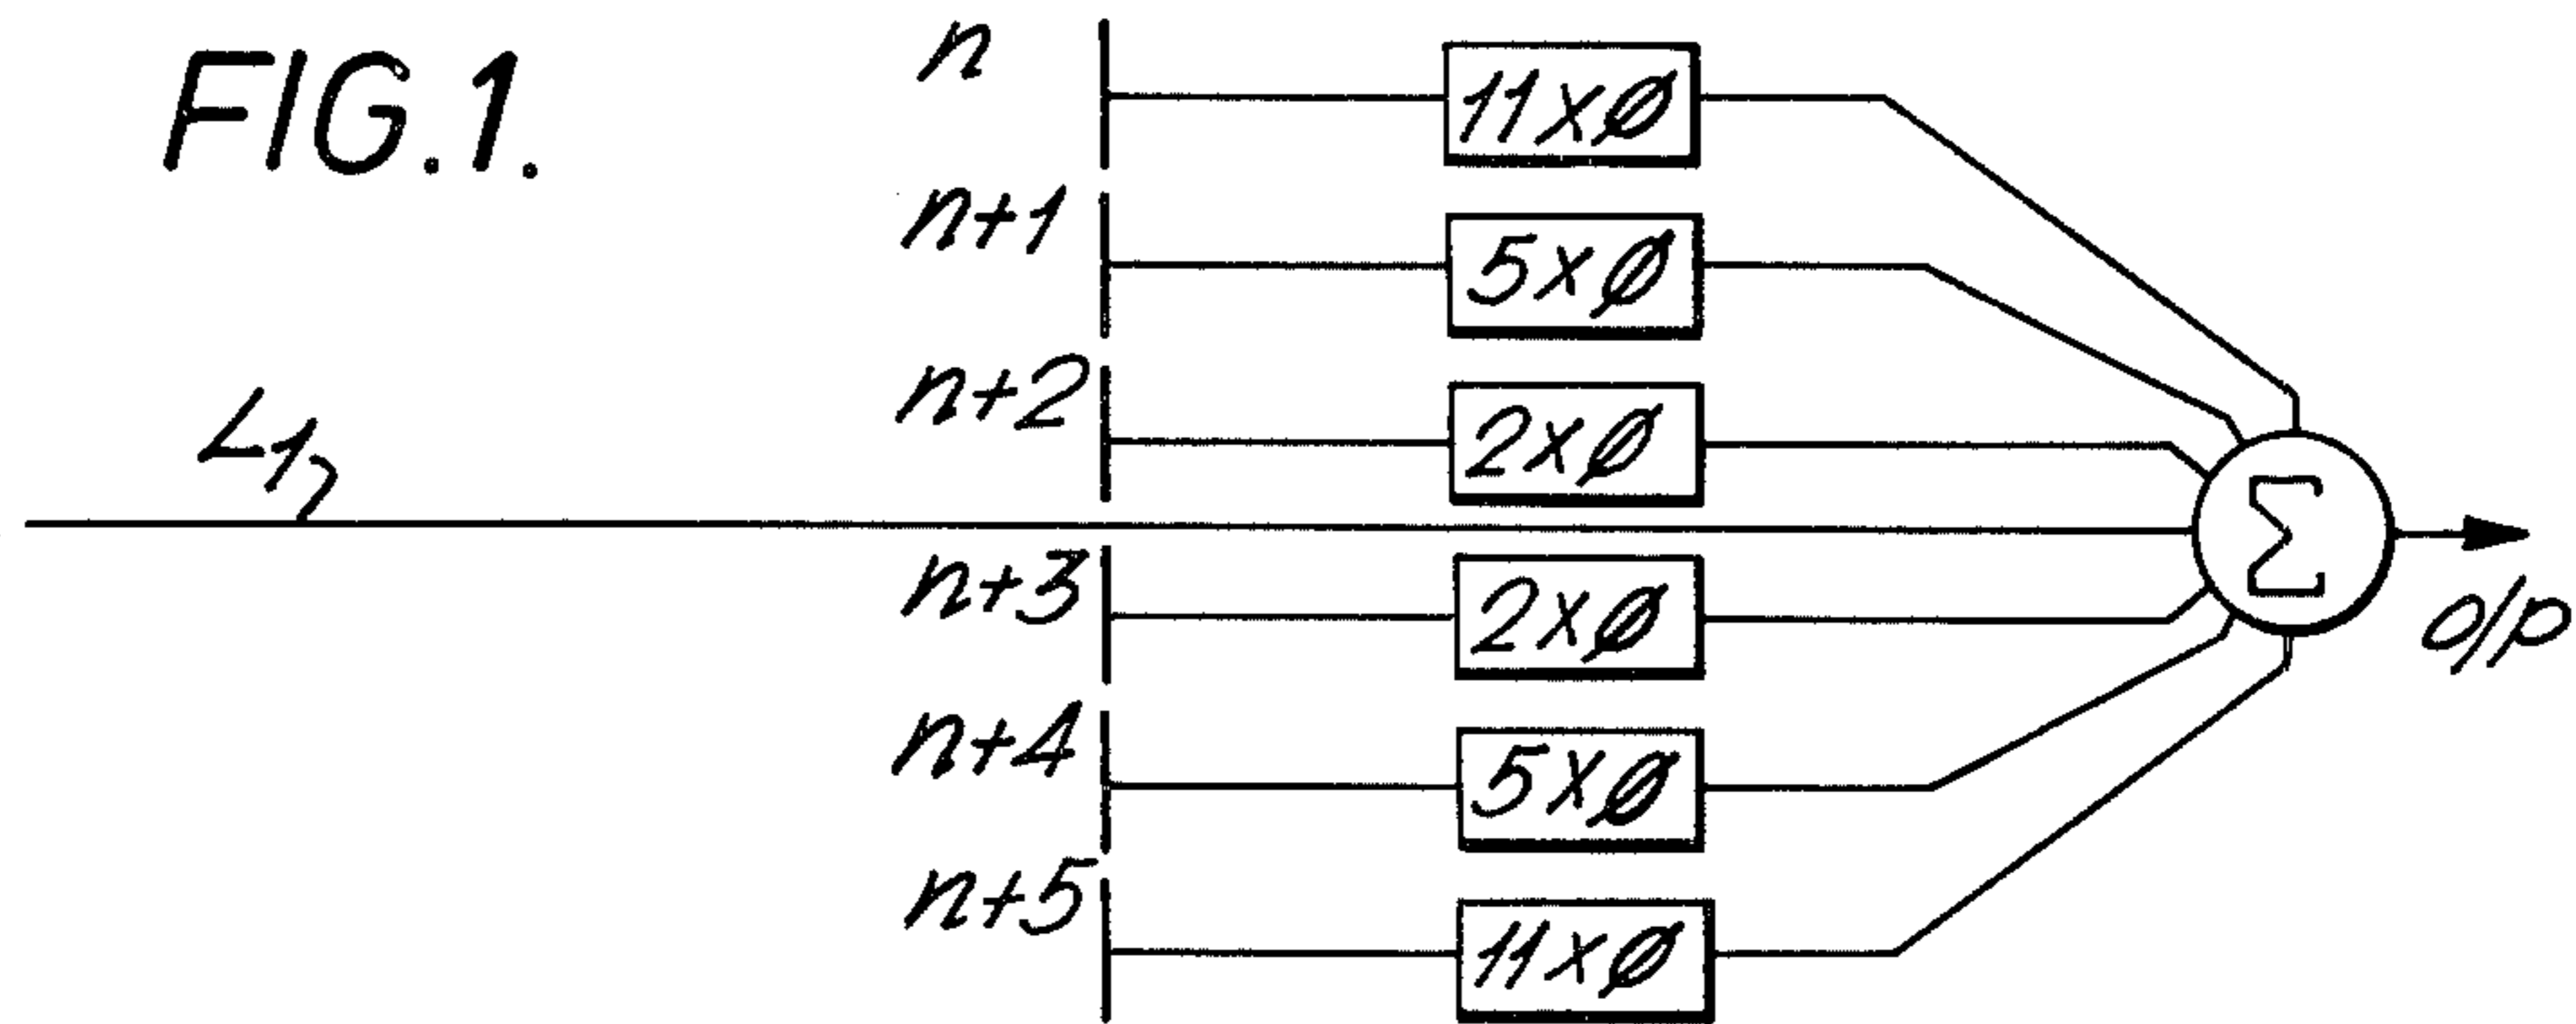 FIG.1.
n
11xØ
n+1
5xØ
n+2
2xØ
L1
Σ
n+3
2xØ
o/p
n+4
5xØ
n+5
11xØ